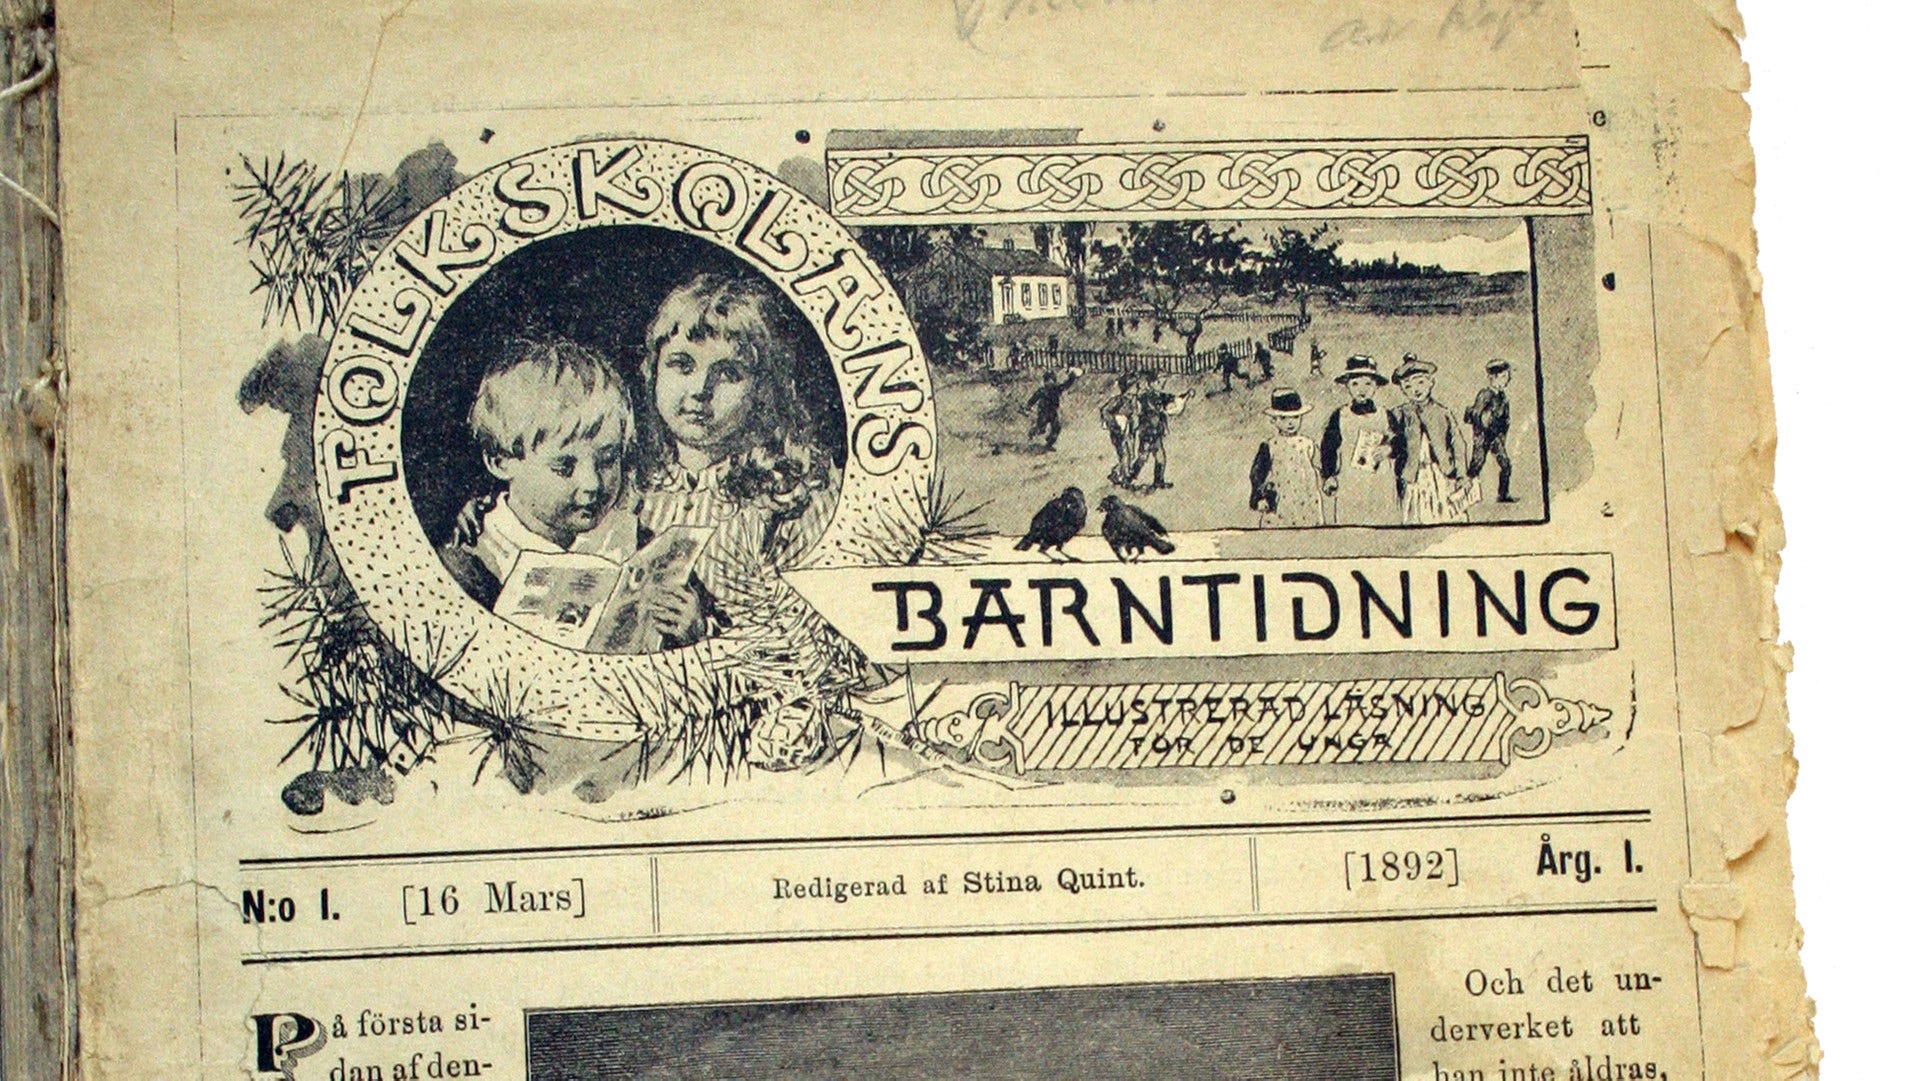 FOLKSKOLANS
BARNTIDNING
ILLUSTRERAD LÄSNING
FÖR DE UNGA
N:o 1. [16 Mars] Redigerad af Stina Quint. [1892] Årg. 1.
På första si-
dan af den-
Och det un-
derverket att
han inte åldras,